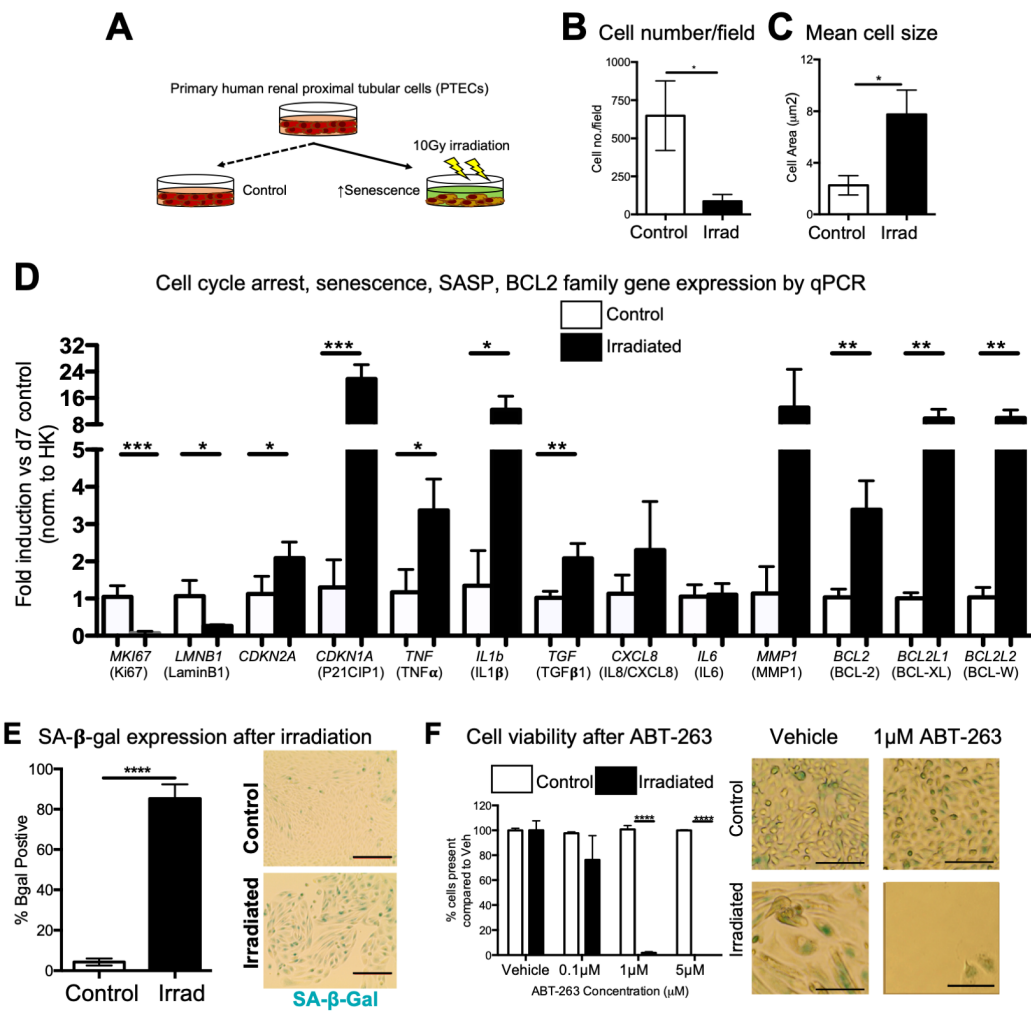 A
Primary human renal proximal tubular cells (PTECs)
10Gy irradiation
Control
↑Senescence
B Cell number/field
*
Cell no./field
1000
750
500
250
0
Control Irrad
C Mean cell size
*
Cell Area (μm2)
12
8
4
0
Control Irrad
D Cell cycle arrest, senescence, SASP, BCL2 family gene expression by qPCR
Control
Irradiated
Fold induction vs d7 control
(norm. to HK)
32
24
16
8
5
4
3
2
1
0
*** * * *** * * ** ** ** **
MKI67 LMNB1 CDKN2A CDKN1A TNF IL1b TGF CXCL8 IL6 MMP1 BCL2 BCL2L1 BCL2L2
(Ki67) (LaminB1) (P21CIP1) (TNFα) (IL1β) (TGFβ1) (IL8/CXCL8) (IL6) (MMP1) (BCL-2) (BCL-XL) (BCL-W)
E SA-β-gal expression after irradiation
****
% Bgal Postive
100
80
60
40
20
0
Control Irrad
Control
Irradiated
SA-β-Gal
F Cell viability after ABT-263
Control Irradiated
% cells present
compared to Veh
120
100
80
60
40
20
0
**** ****
Vehicle 0.1μM 1μM 5μM
ABT-263 Concentration (μM)
Vehicle 1μM ABT-263
Control
Irradiated